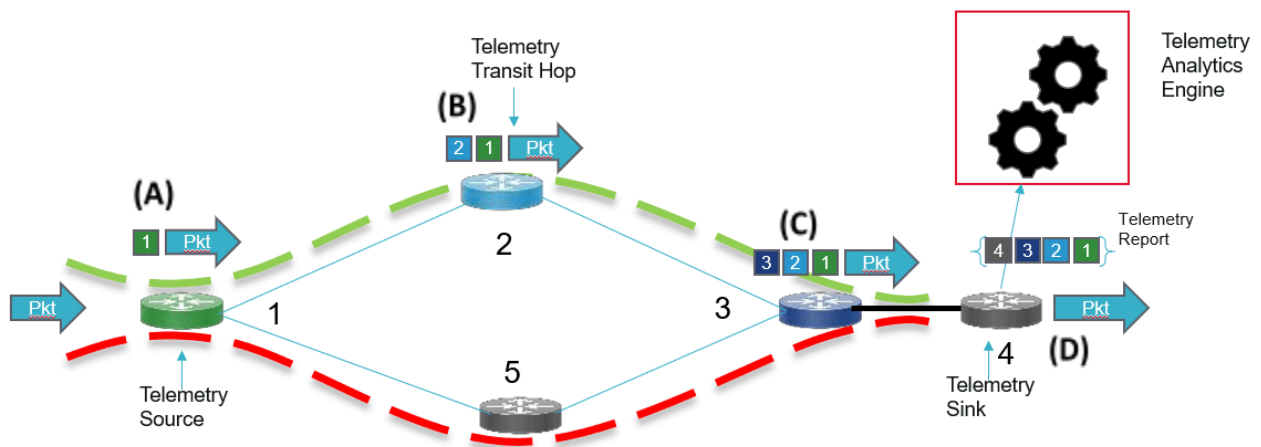 Telemetry
Transit Hop
Telemetry
Analytics
Engine
(B)
2 1 Pkt
(A)
1 Pkt
2
(C)
3 2 1 Pkt
Telemetry
Report
4 3 2 1
Pkt
1
3
Pkt
4
(D)
5
Telemetry
Source
Telemetry
Sink